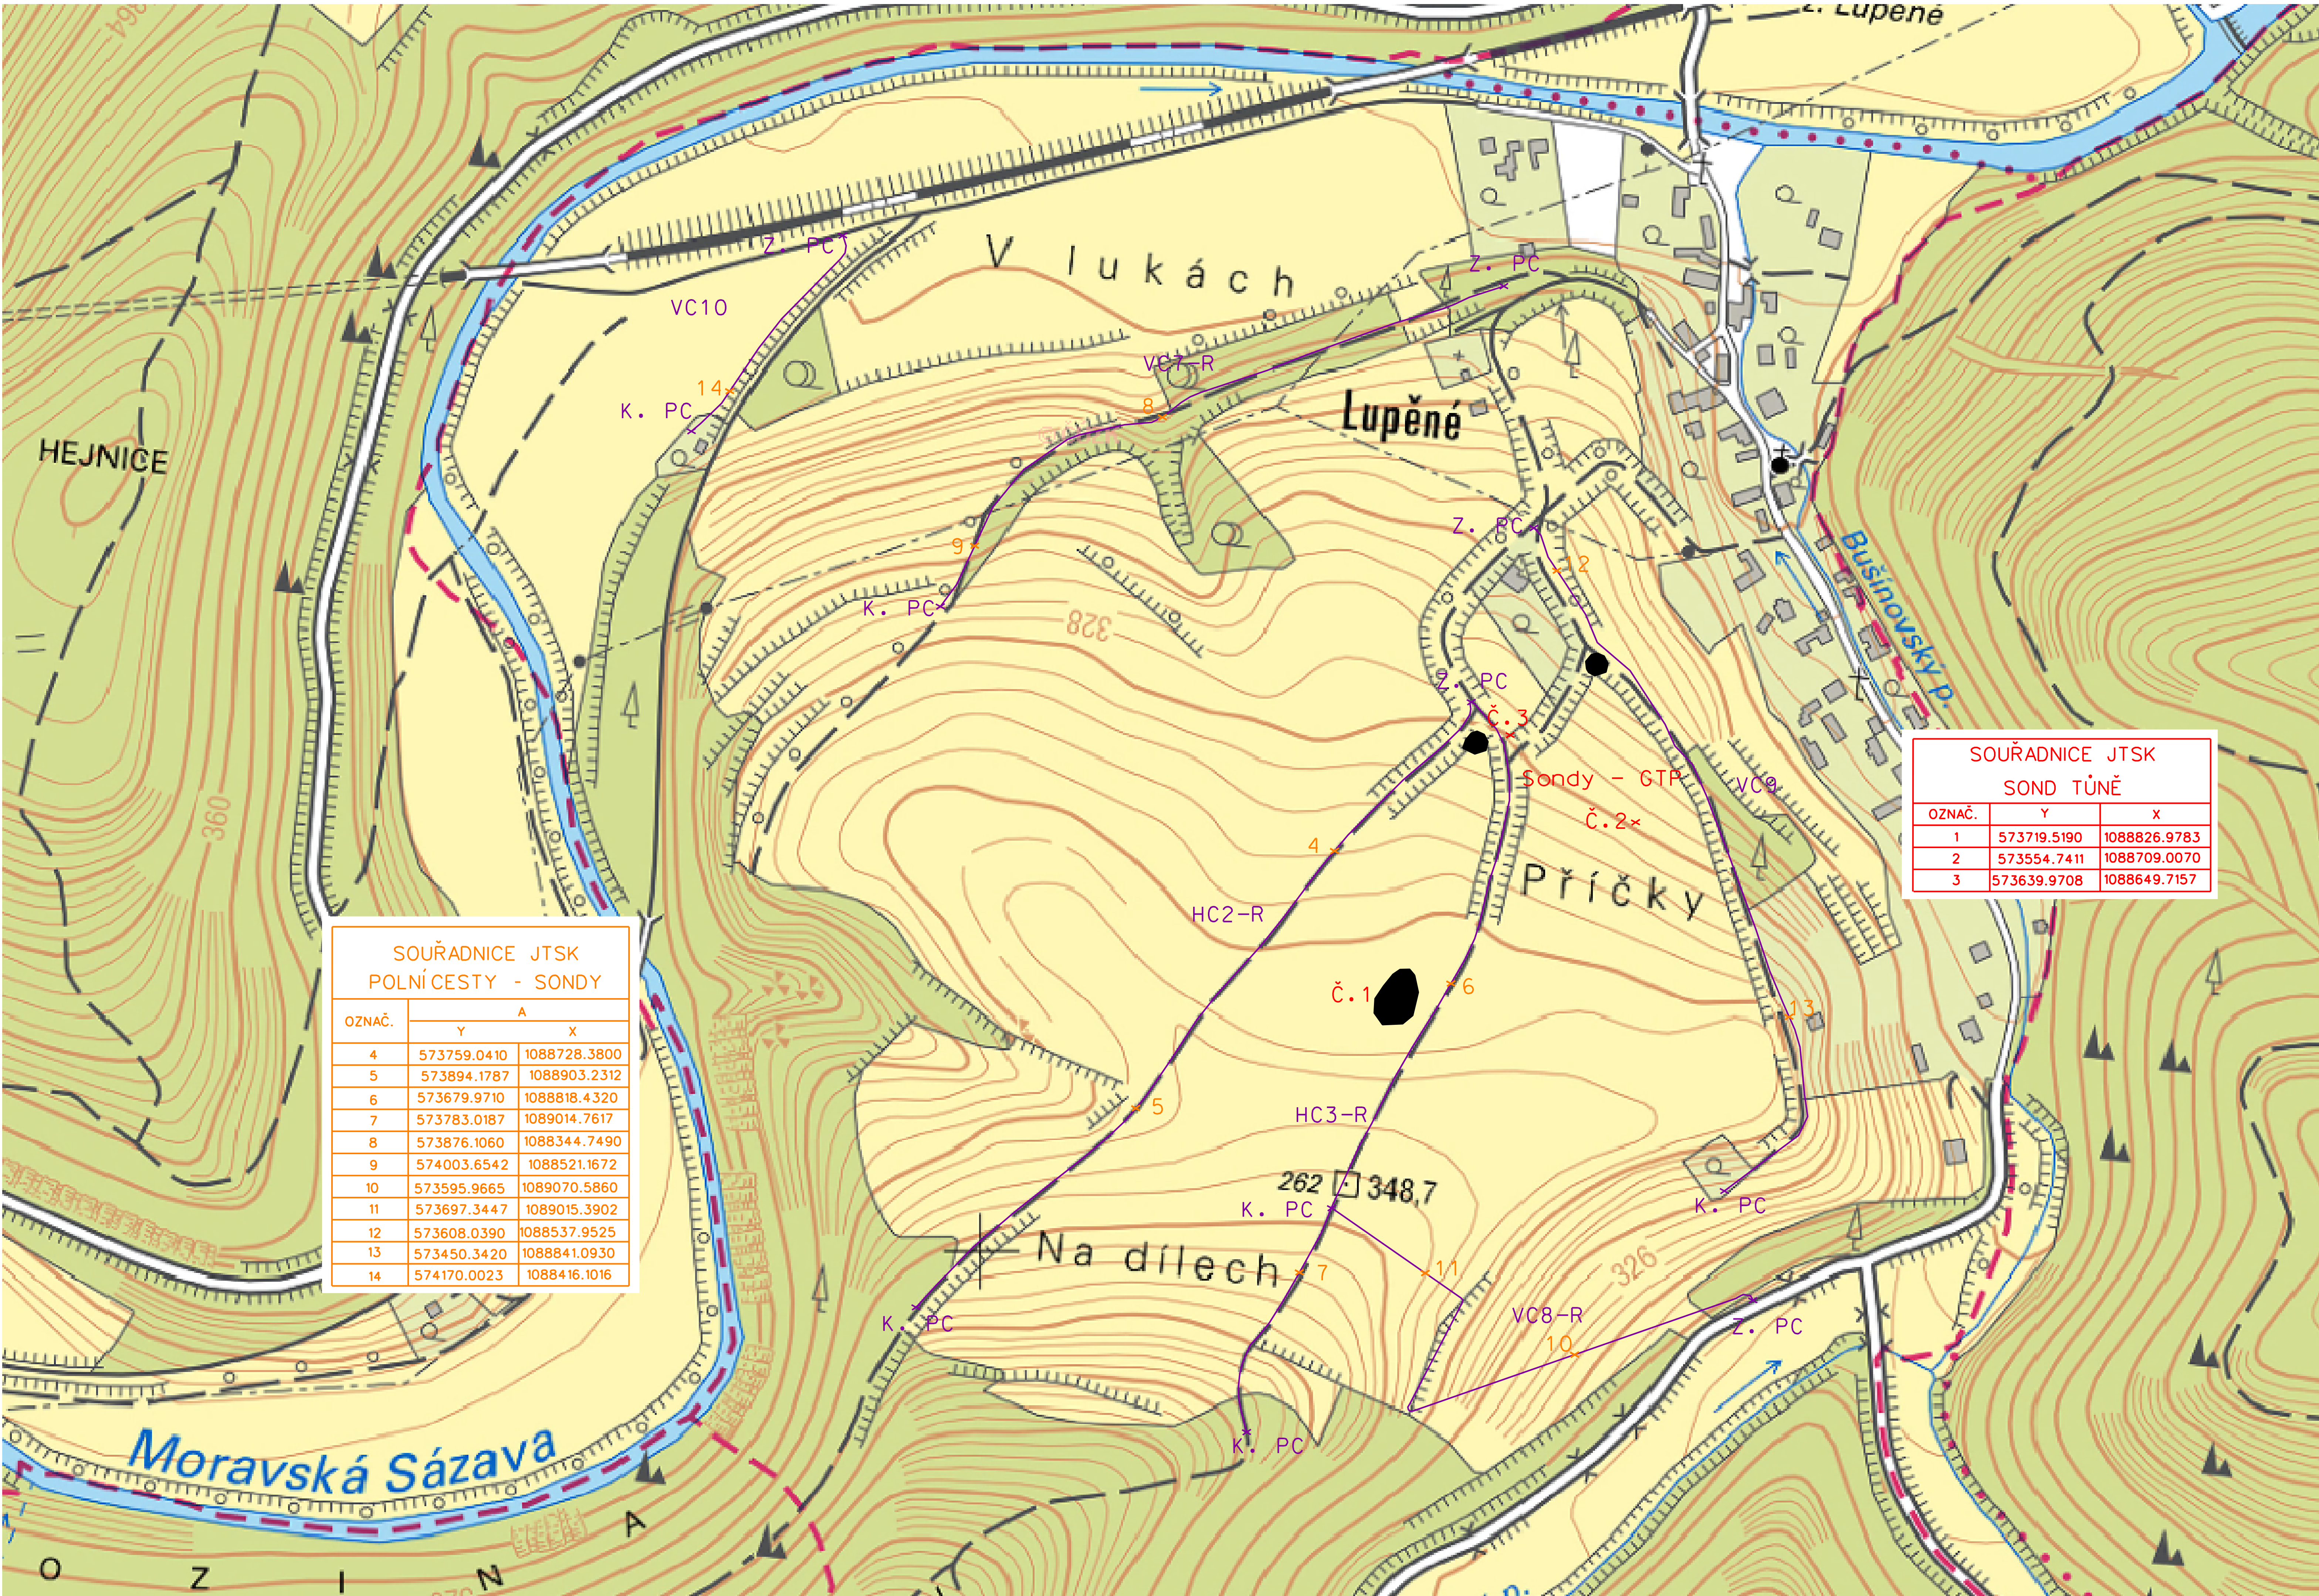 z. Lupěné
364
Z. PC
V lukách
Z. PC
VC10
VC7-R
14
K. PC
8
Lupěné
HEJNICE
Z. PC
9
12
Bušínovský p.
K. PC
328
Z. PC
Č.3
Sondy - GTP
VC9
Č.2
360
4
Příčky
HC2-R
6
Č.1
13
5
HC3-R
262
348,7
K. PC
K. PC
Na dílech
11
7
326
K. PC
VC8-R
10
Z. PC
K. PC
Moravská Sázava
OZINA
p.
SOUŘADNICE JTSK
SOND TŮNĚ
OZNAČ. Y X
1 573719.5190 1088826.9783
2 573554.7411 1088709.0070
3 573639.9708 1088649.7157
SOUŘADNICE JTSK
POLNÍ CESTY - SONDY
OZNAČ. A
Y X
4 573759.0410 1088728.3800
5 573894.1787 1088903.2312
6 573679.9710 1088818.4320
7 573783.0187 1089014.7617
8 573876.1060 1088344.7490
9 574003.6542 1088521.1672
10 573595.9665 1089070.5860
11 573697.3447 1089015.3902
12 573608.0390 1088537.9525
13 573450.3420 1088841.0930
14 574170.0023 1088416.1016